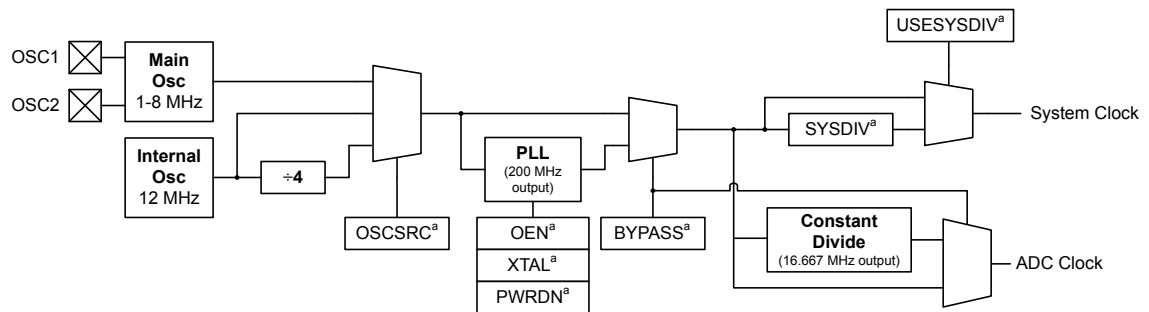 USESYSDIVᵃ
OSC1
OSC2
Main
Osc
1-8 MHz
Internal
Osc
12 MHz
÷4
OSCSRCᵃ
PLL
(200 MHz
output)
OENᵃ
XTALᵃ
PWRDNᵃ
BYPASSᵃ
SYSDIVᵃ
System Clock
Constant
Divide
(16.667 MHz output)
ADC Clock